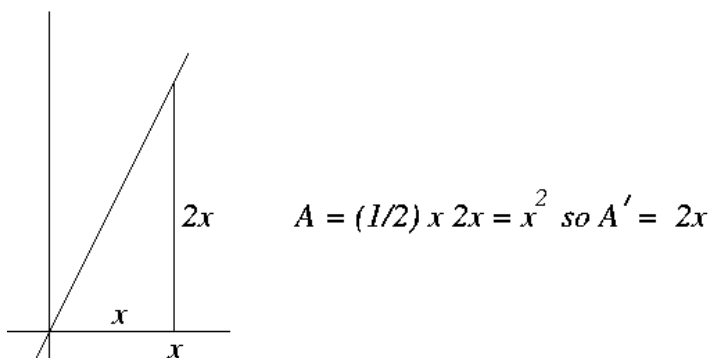 2x
A = (1/2) x 2x = x² so A′ = 2x
x
x